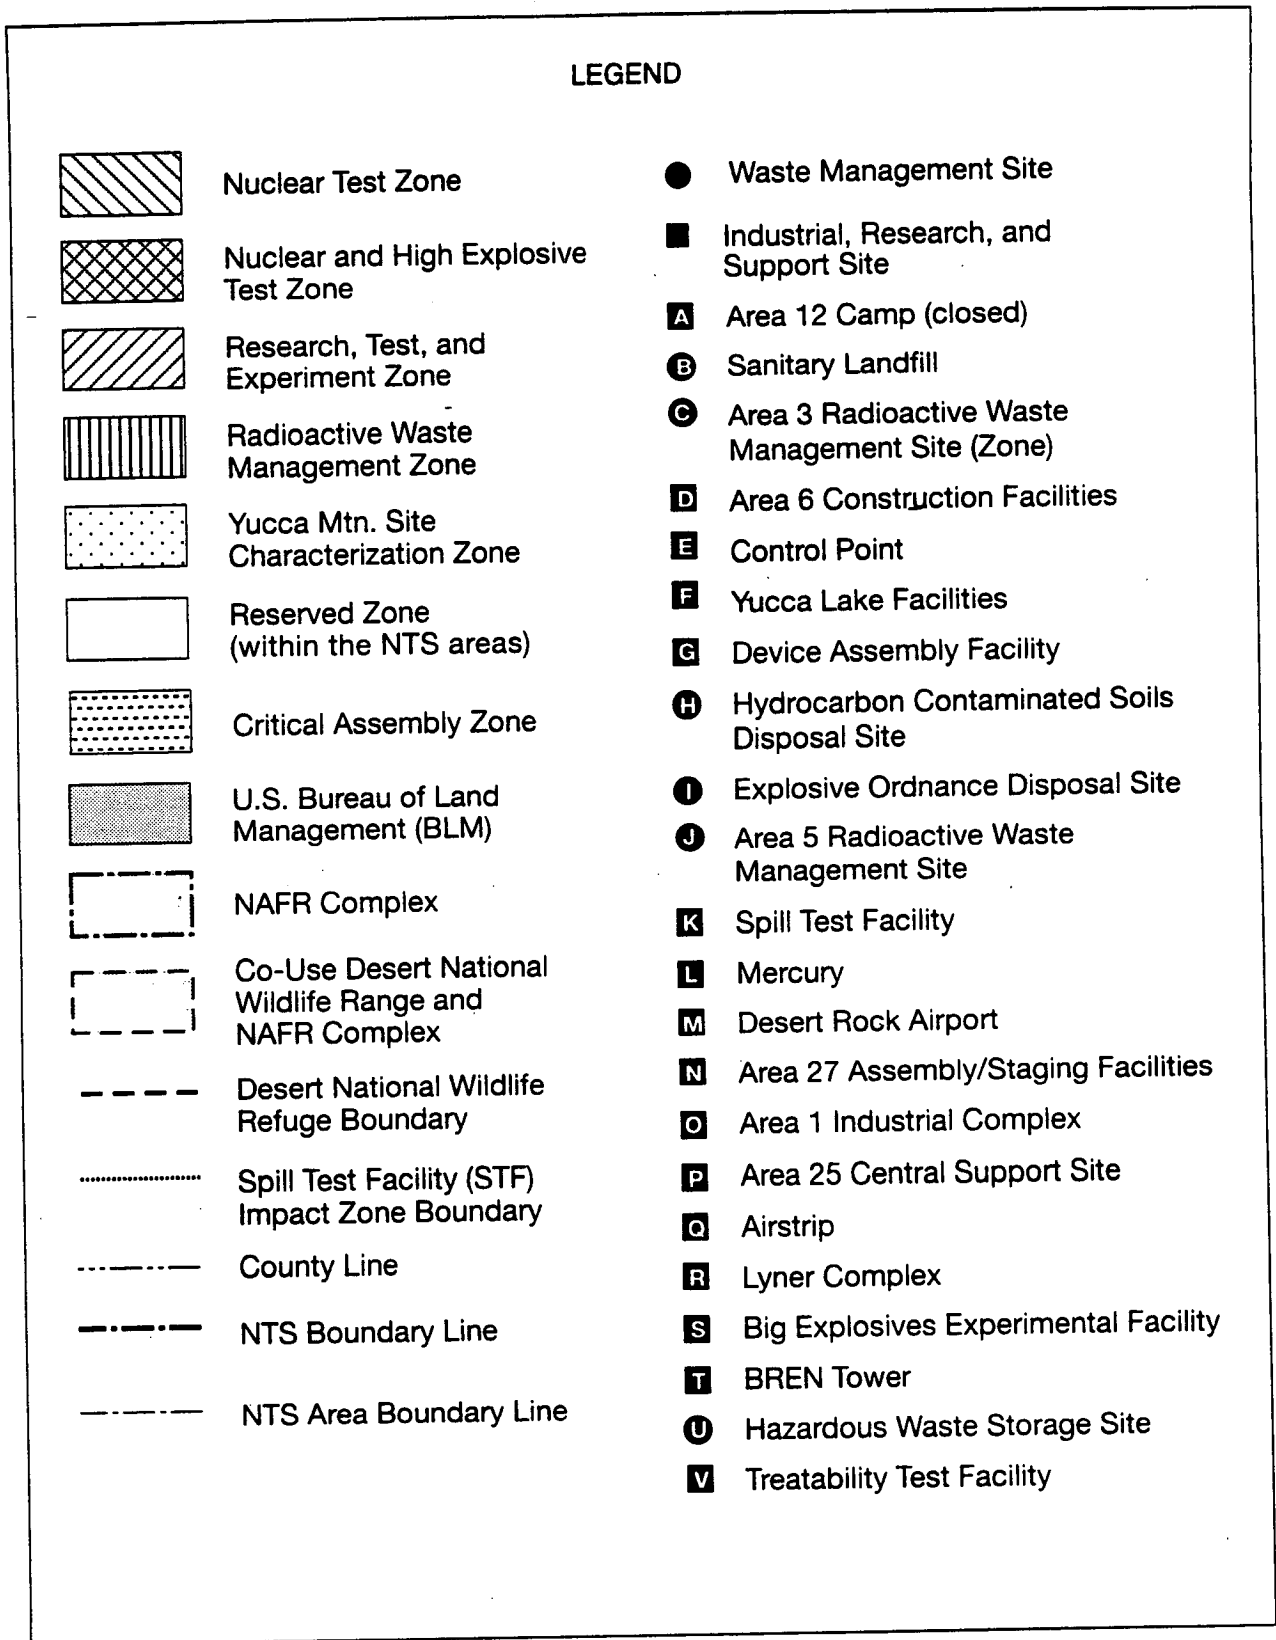 LEGEND
Nuclear Test Zone
Nuclear and High Explosive
Test Zone
Research, Test, and
Experiment Zone
Radioactive Waste
Management Zone
Yucca Mtn. Site
Characterization Zone
Reserved Zone
(within the NTS areas)
Critical Assembly Zone
U.S. Bureau of Land
Management (BLM)
NAFR Complex
Co-Use Desert National
Wildlife Range and
NAFR Complex
Desert National Wildlife
Refuge Boundary
Spill Test Facility (STF)
Impact Zone Boundary
County Line
NTS Boundary Line
NTS Area Boundary Line
Waste Management Site
Industrial, Research, and
Support Site
A Area 12 Camp (closed)
B Sanitary Landfill
C Area 3 Radioactive Waste
Management Site (Zone)
D Area 6 Construction Facilities
E Control Point
F Yucca Lake Facilities
G Device Assembly Facility
H Hydrocarbon Contaminated Soils
Disposal Site
I Explosive Ordnance Disposal Site
J Area 5 Radioactive Waste
Management Site
K Spill Test Facility
L Mercury
M Desert Rock Airport
N Area 27 Assembly/Staging Facilities
O Area 1 Industrial Complex
P Area 25 Central Support Site
Q Airstrip
R Lyner Complex
S Big Explosives Experimental Facility
T BREN Tower
U Hazardous Waste Storage Site
V Treatability Test Facility